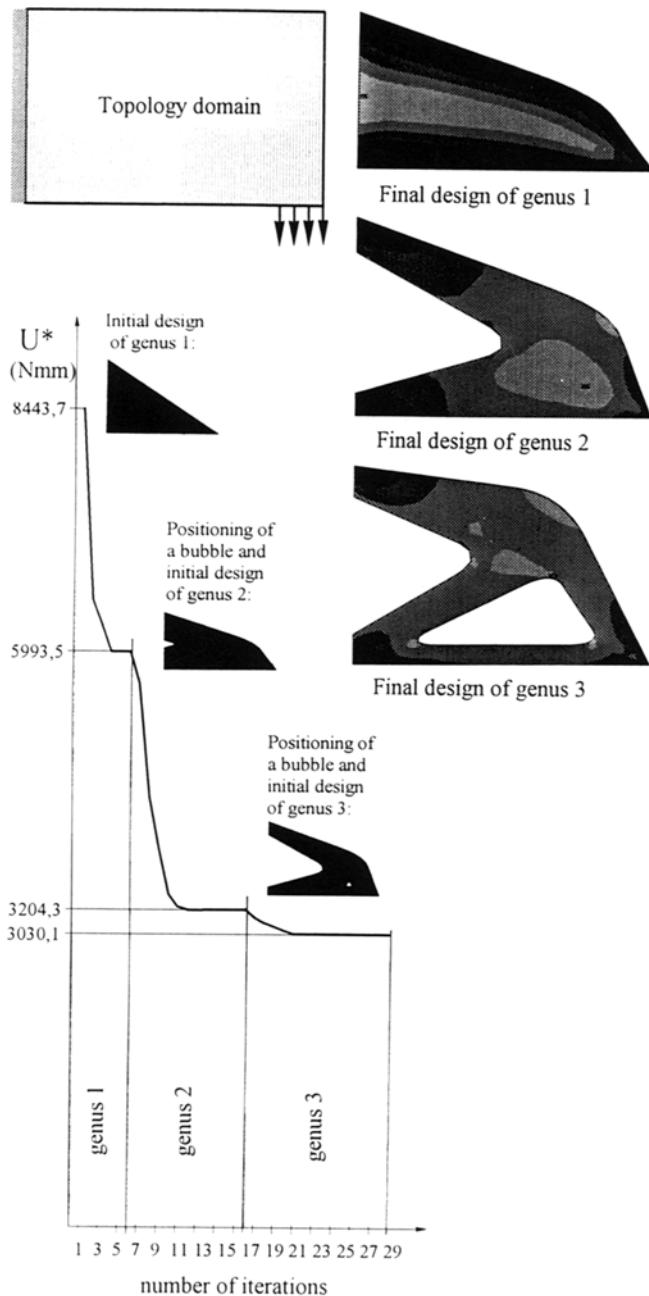 Topology domain
Final design of genus 1
Final design of genus 2
Final design of genus 3
U*
(Nmm)
8443,7
5993,5
3204,3
3030,1
Initial design
of genus 1:
Positioning of
a bubble and
initial design
of genus 2:
Positioning of
a bubble and
initial design
of genus 3:
genus 1
genus 2
genus 3
1 3 5 7 9 11 13 15 17 19 21 23 25 27 29
number of iterations